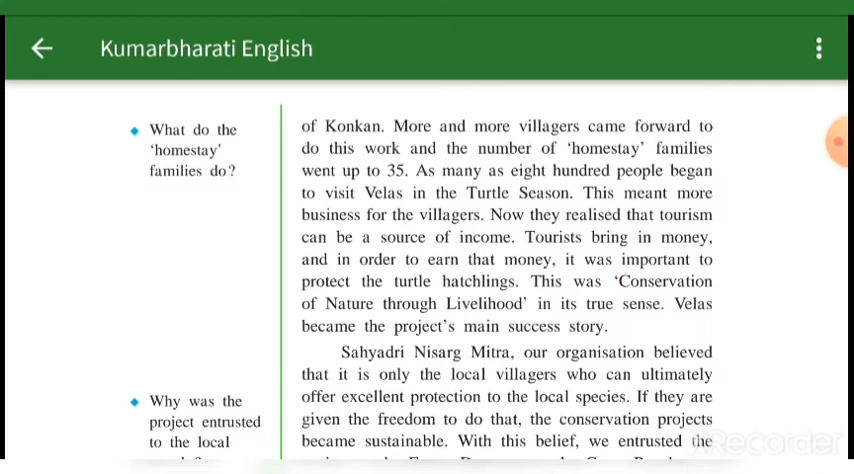 Kumarbharati English
What do the
‘homestay’
families do?
of Konkan. More and more villagers came forward to
do this work and the number of ‘homestay’ families
went up to 35. As many as eight hundred people began
to visit Velas in the Turtle Season. This meant more
business for the villagers. Now they realised that tourism
can be a source of income. Tourists bring in money,
and in order to earn that money, it was important to
protect the turtle hatchlings. This was ‘Conservation
of Nature through Livelihood’ in its true sense. Velas
became the project’s main success story.
Sahyadri Nisarg Mitra, our organisation believed
that it is only the local villagers who can ultimately
offer excellent protection to the local species. If they are
given the freedom to do that, the conservation projects
became sustainable. With this belief, we entrusted the
Why was the
project entrusted
to the local
XRecorder